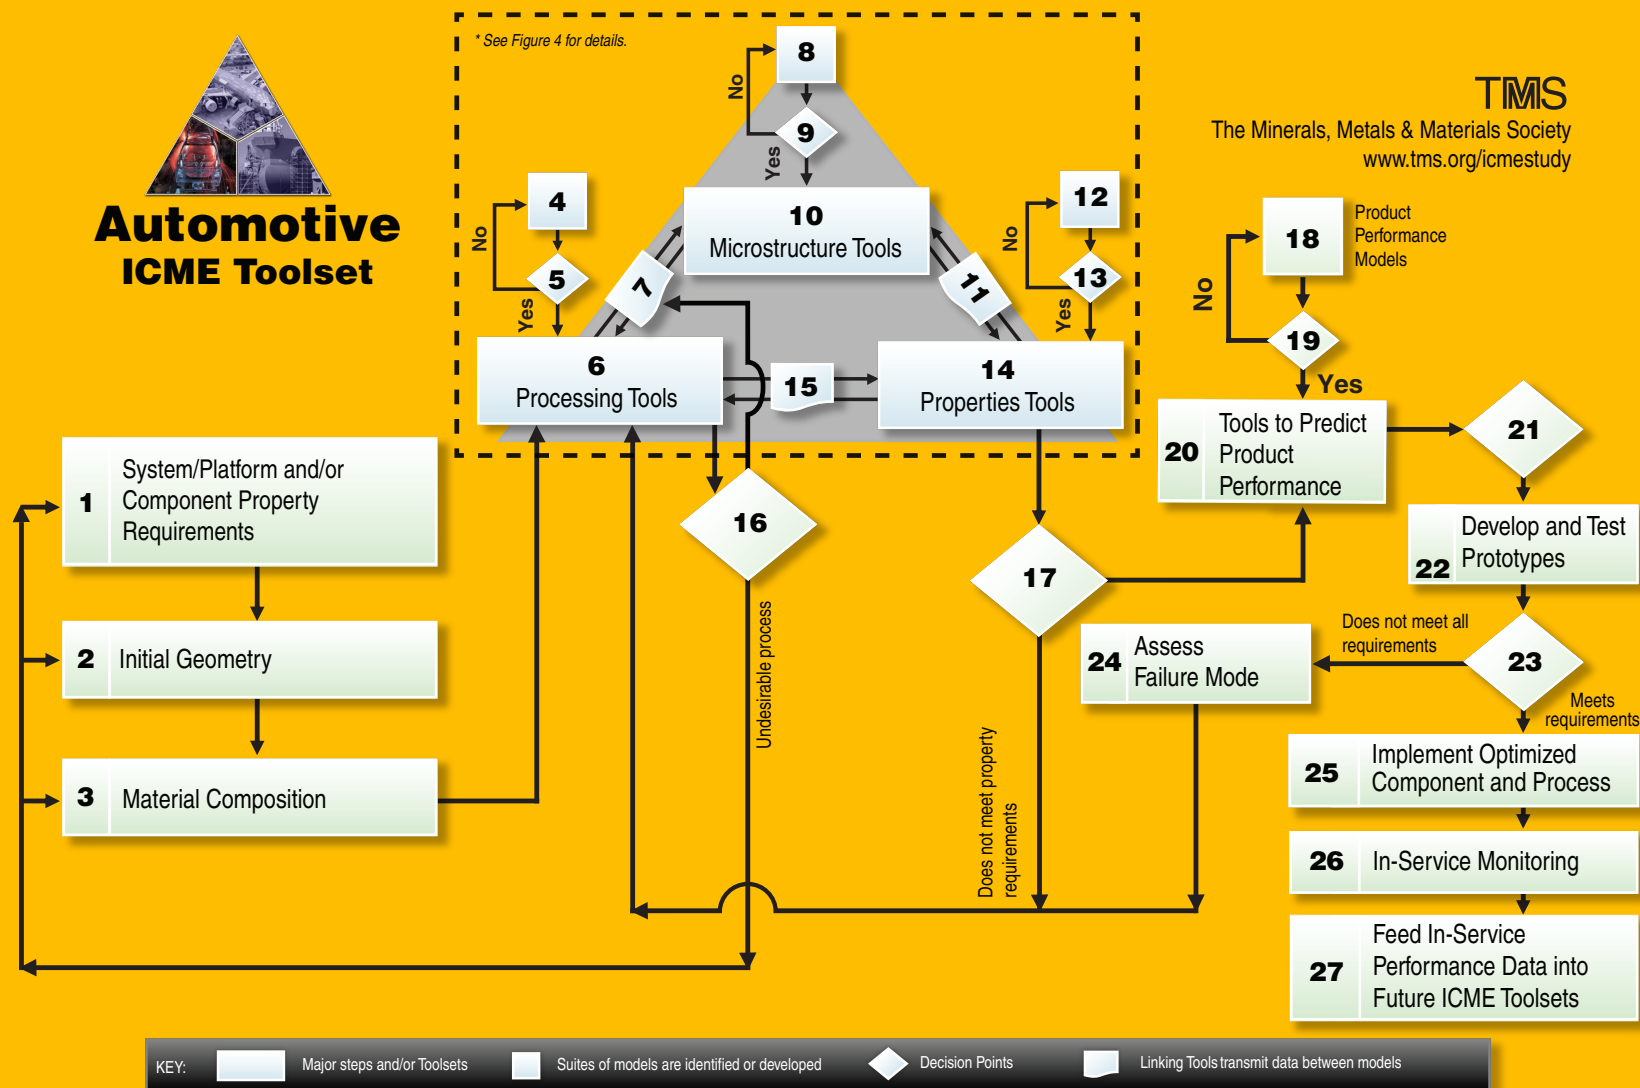 * See Figure 4 for details.
Automotive
ICME Toolset
TMS
The Minerals, Metals & Materials Society
www.tms.org/icmestudy
8
No
9
Yes
10
Microstructure Tools
4
No
5
Yes
6
Processing Tools
7
11
12
No
13
Yes
14
Properties Tools
15
16
Undesirable process
17
Does not meet property
requirements
1
System/Platform and/or
Component Property
Requirements
2
Initial Geometry
3
Material Composition
18
Product
Performance
Models
No
19
Yes
20
Tools to Predict
Product
Performance
21
22
Develop and Test
Prototypes
23
Does not meet all
requirements
Meets
requirements
24
Assess
Failure Mode
25
Implement Optimized
Component and Process
26
In-Service Monitoring
27
Feed In-Service
Performance Data into
Future ICME Toolsets
KEY:
Major steps and/or Toolsets
Suites of models are identified or developed
Decision Points
Linking Tools transmit data between models